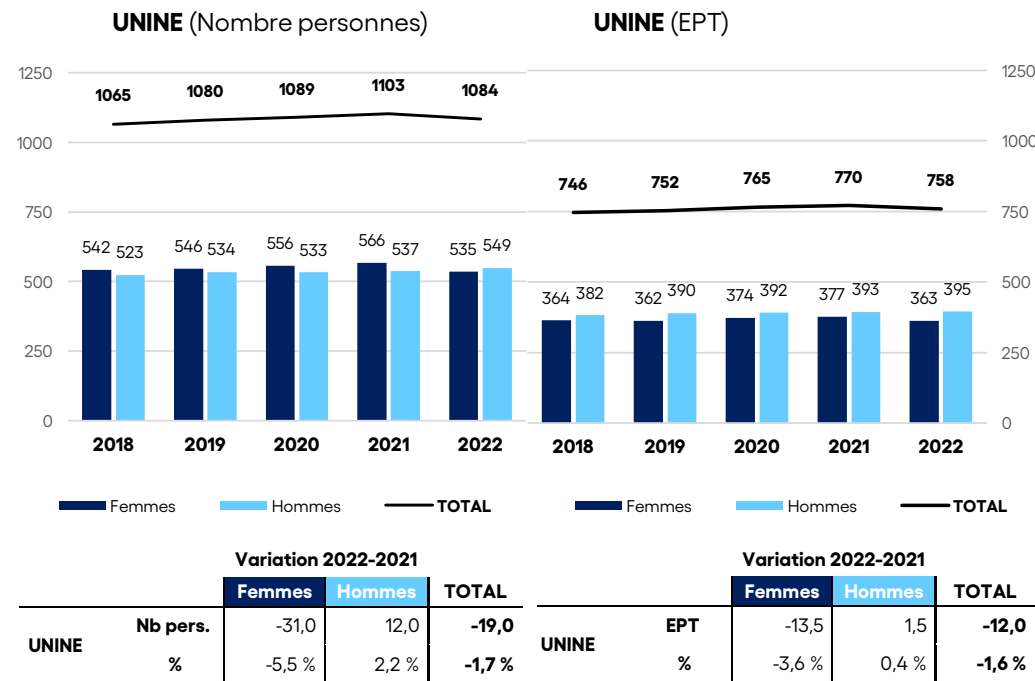 UNINE (Nombre personnes)
1250
1000
750
500
250
0
1065 1080 1089 1103 1084
542 523 546 534 556 533 566 537 535 549
2018 2019 2020 2021 2022
Femmes Hommes TOTAL
UNINE (EPT)
1250
1000
750
500
250
0
746 752 765 770 758
364 382 362 390 374 392 377 393 363 395
2018 2019 2020 2021 2022
Femmes Hommes TOTAL
Variation 2022-2021
Femmes Hommes TOTAL
UNINE
Nb pers. -31,0 12,0 -19,0
% -5,5 % 2,2 % -1,7 %
Variation 2022-2021
Femmes Hommes TOTAL
UNINE
EPT -13,5 1,5 -12,0
% -3,6 % 0,4 % -1,6 %